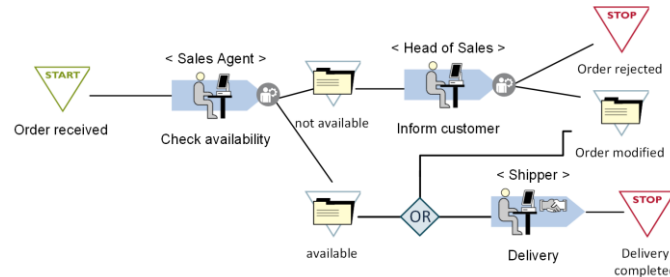 < Sales Agent >
< Head of Sales >
STOP
START
Order rejected
Order received
Check availability
not available
Inform customer
Order modified
< Shipper >
OR
STOP
available
Delivery
Delivery
completed